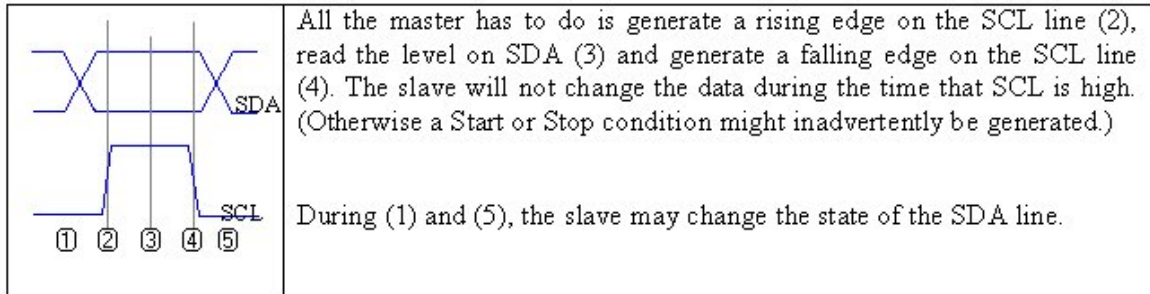 SDA
SCL
① ② ③ ④ ⑤
All the master has to do is generate a rising edge on the SCL line (2),
read the level on SDA (3) and generate a falling edge on the SCL line
(4). The slave will not change the data during the time that SCL is high.
(Otherwise a Start or Stop condition might inadvertently be generated.)
During (1) and (5), the slave may change the state of the SDA line.